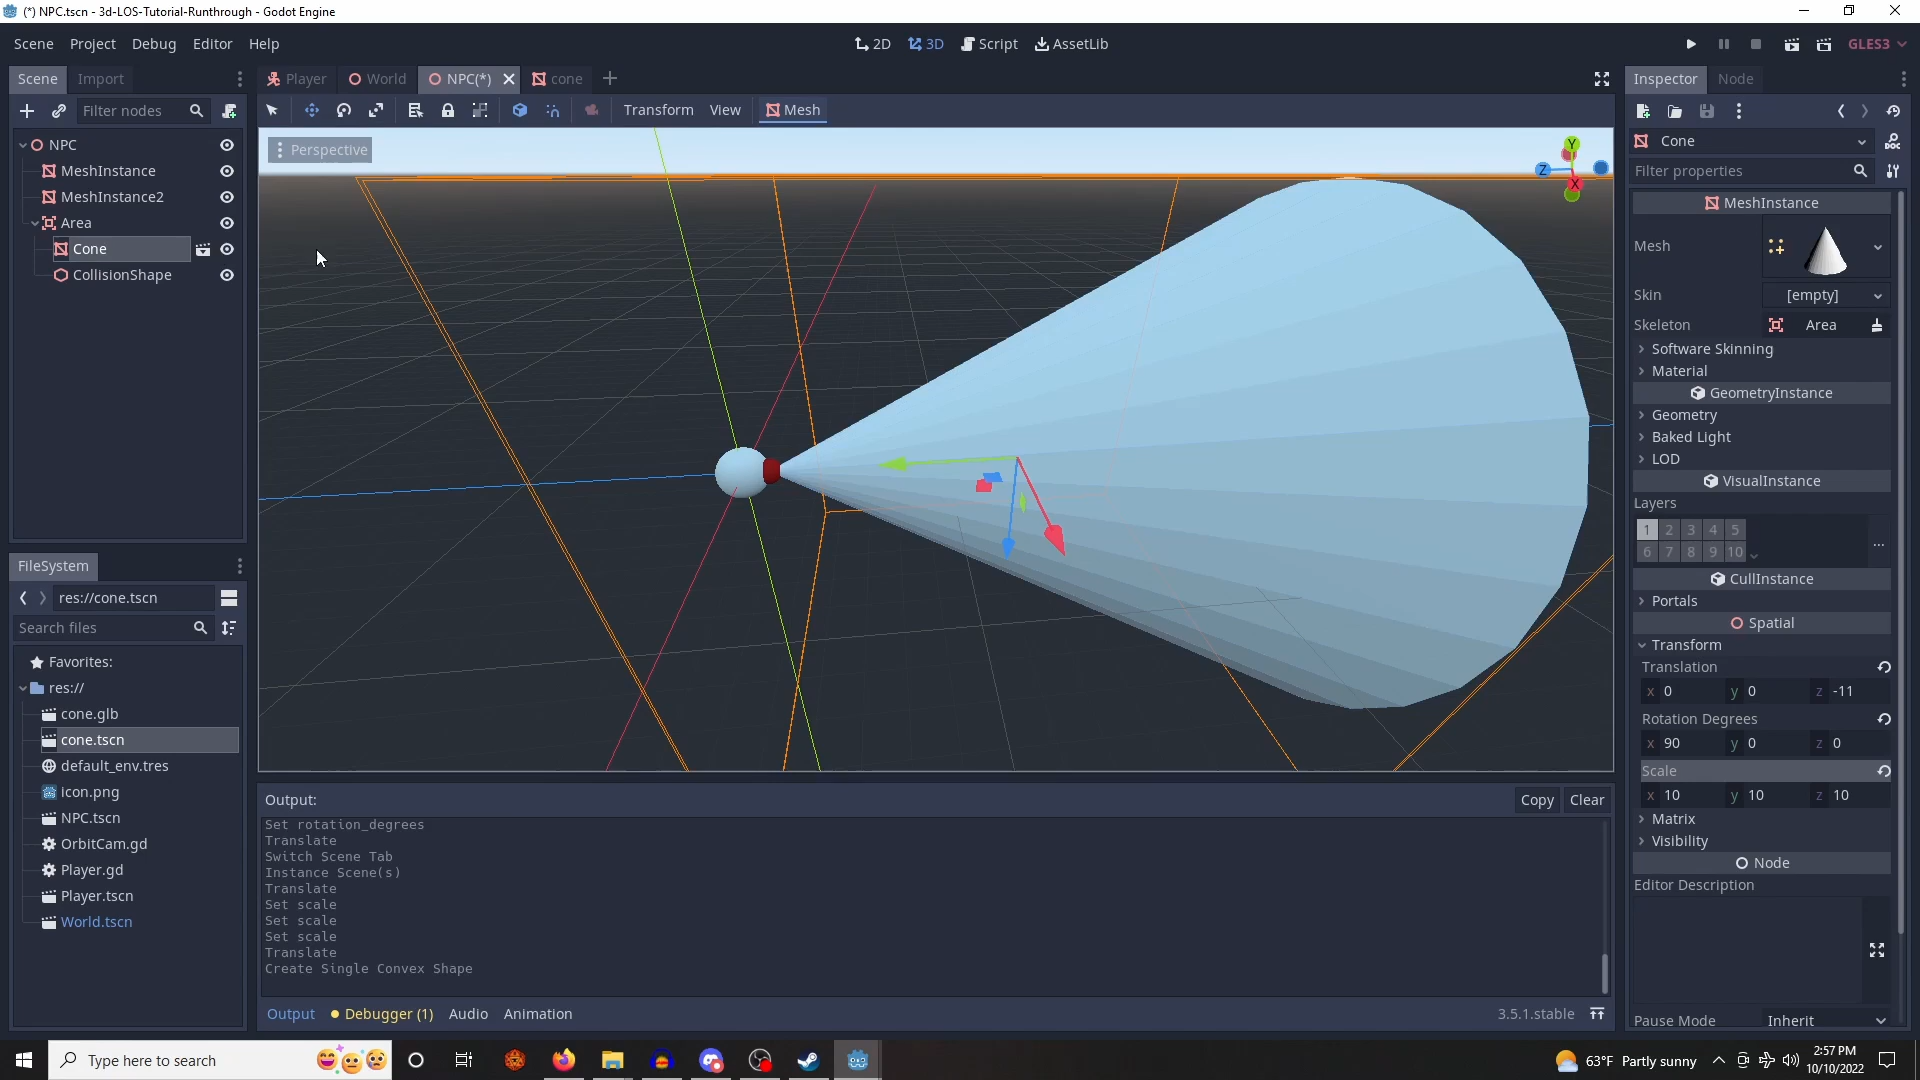 (*) NPC.tscn - 3d-LOS-Tutorial-Runthrough - Godot Engine
Scene Project Debug Editor Help
2D 3D Script AssetLib
GLES3
Scene Import
Player World NPC(*) cone
Inspector Node
Filter nodes
Transform View Mesh
NPC
MeshInstance
MeshInstance2
Area
Cone
CollisionShape
Perspective
Y
Z
X
Cone
Filter properties
MeshInstance
Mesh
Skin [empty]
Skeleton Area
Software Skinning
Material
GeometryInstance
Geometry
Baked Light
LOD
VisualInstance
Layers
1 2 3 4 5
6 7 8 9 10
...
CullInstance
Portals
Spatial
Transform
Translation
x 0 y 0 z -11
Rotation Degrees
x 90 y 0 z 0
Scale
x 10 y 10 z 10
Matrix
Visibility
Node
Editor Description
Pause Mode Inherit
FileSystem
res://cone.tscn
Search files
Favorites:
res://
cone.glb
cone.tscn
default_env.tres
icon.png
NPC.tscn
OrbitCam.gd
Player.gd
Player.tscn
World.tscn
Output:
Copy Clear
Set rotation_degrees
Translate
Switch Scene Tab
Instance Scene(s)
Translate
Set scale
Set scale
Set scale
Translate
Create Single Convex Shape
Output Debugger (1) Audio Animation
3.5.1.stable
Type here to search
63°F Partly sunny
2:57 PM
10/10/2022